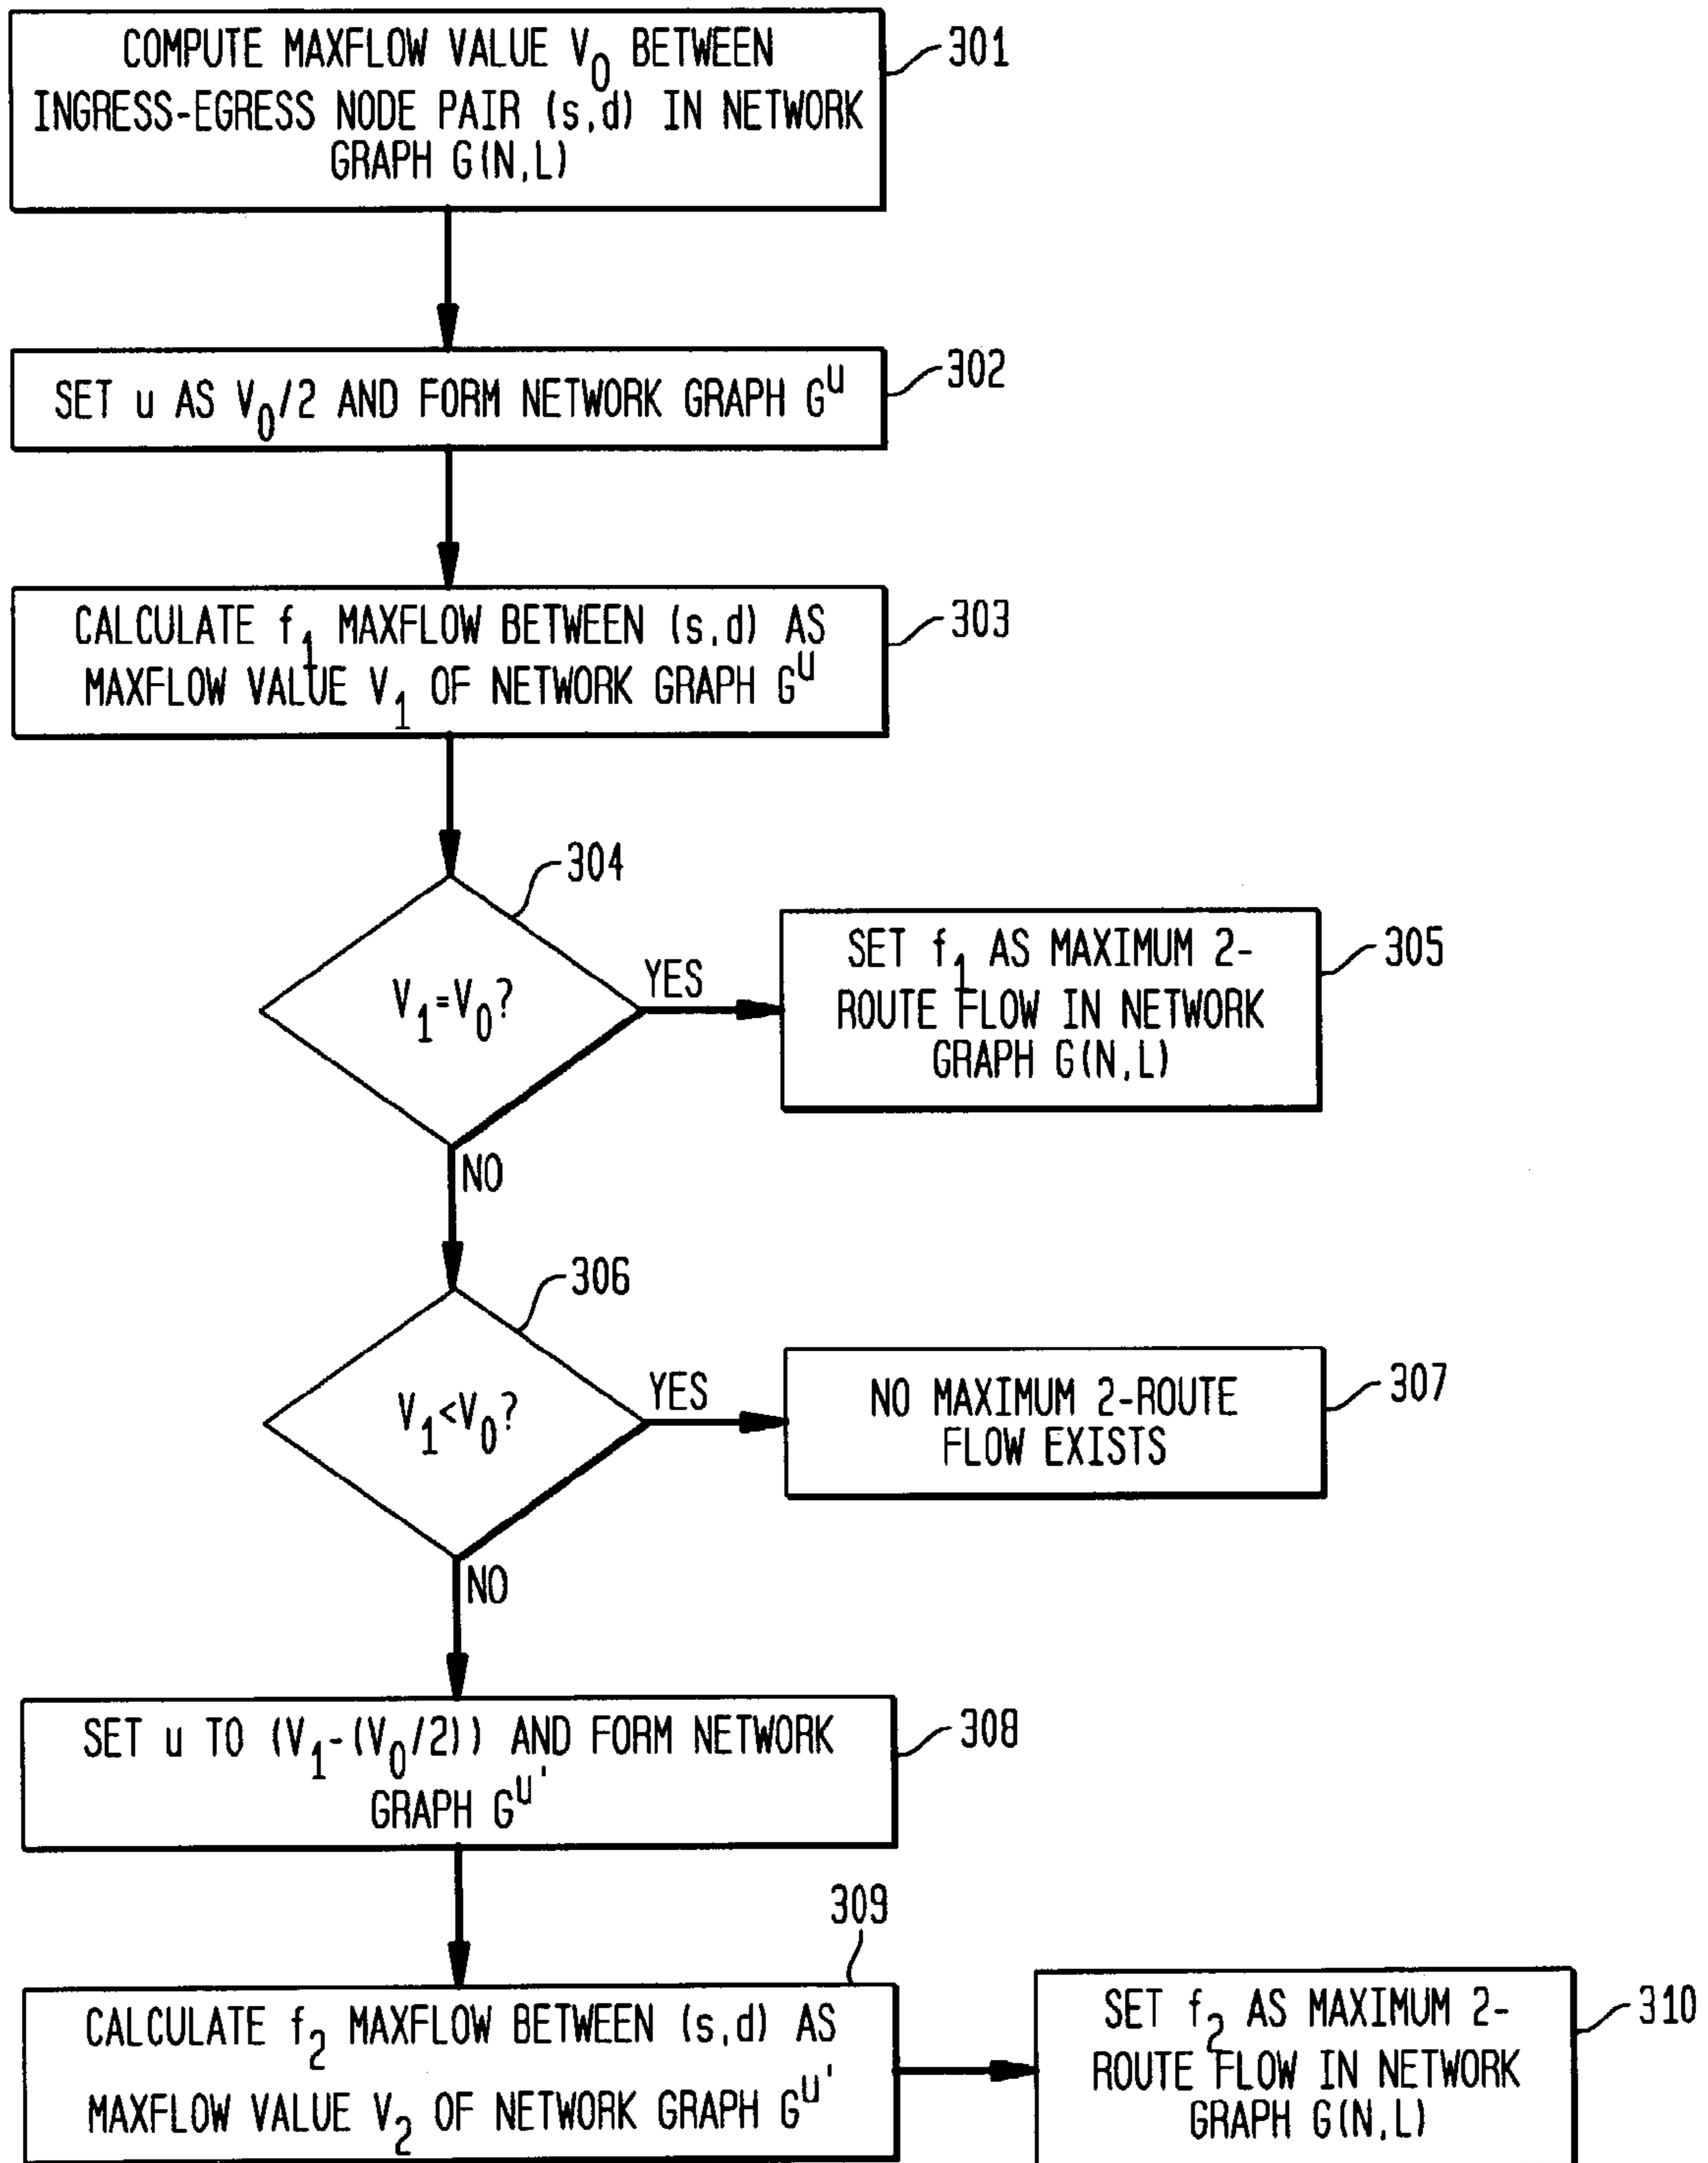 COMPUTE MAXFLOW VALUE V₀ BETWEEN
INGRESS-EGRESS NODE PAIR (s,d) IN NETWORK
GRAPH G(N,L)
301
SET u AS V₀/2 AND FORM NETWORK GRAPH Gᵁ
302
CALCULATE f₁ MAXFLOW BETWEEN (s,d) AS
MAXFLOW VALUE V₁ OF NETWORK GRAPH Gᵁ
303
304
V₁=V₀?
YES
SET f₁ AS MAXIMUM 2-
ROUTE FLOW IN NETWORK
GRAPH G(N,L)
305
NO
306
V₁<V₀?
YES
NO MAXIMUM 2-ROUTE
FLOW EXISTS
307
NO
SET u TO (V₁-(V₀/2)) AND FORM NETWORK
GRAPH Gᵁ'
308
309
CALCULATE f₂ MAXFLOW BETWEEN (s,d) AS
MAXFLOW VALUE V₂ OF NETWORK GRAPH Gᵁ'
SET f₂ AS MAXIMUM 2-
ROUTE FLOW IN NETWORK
GRAPH G(N,L)
310